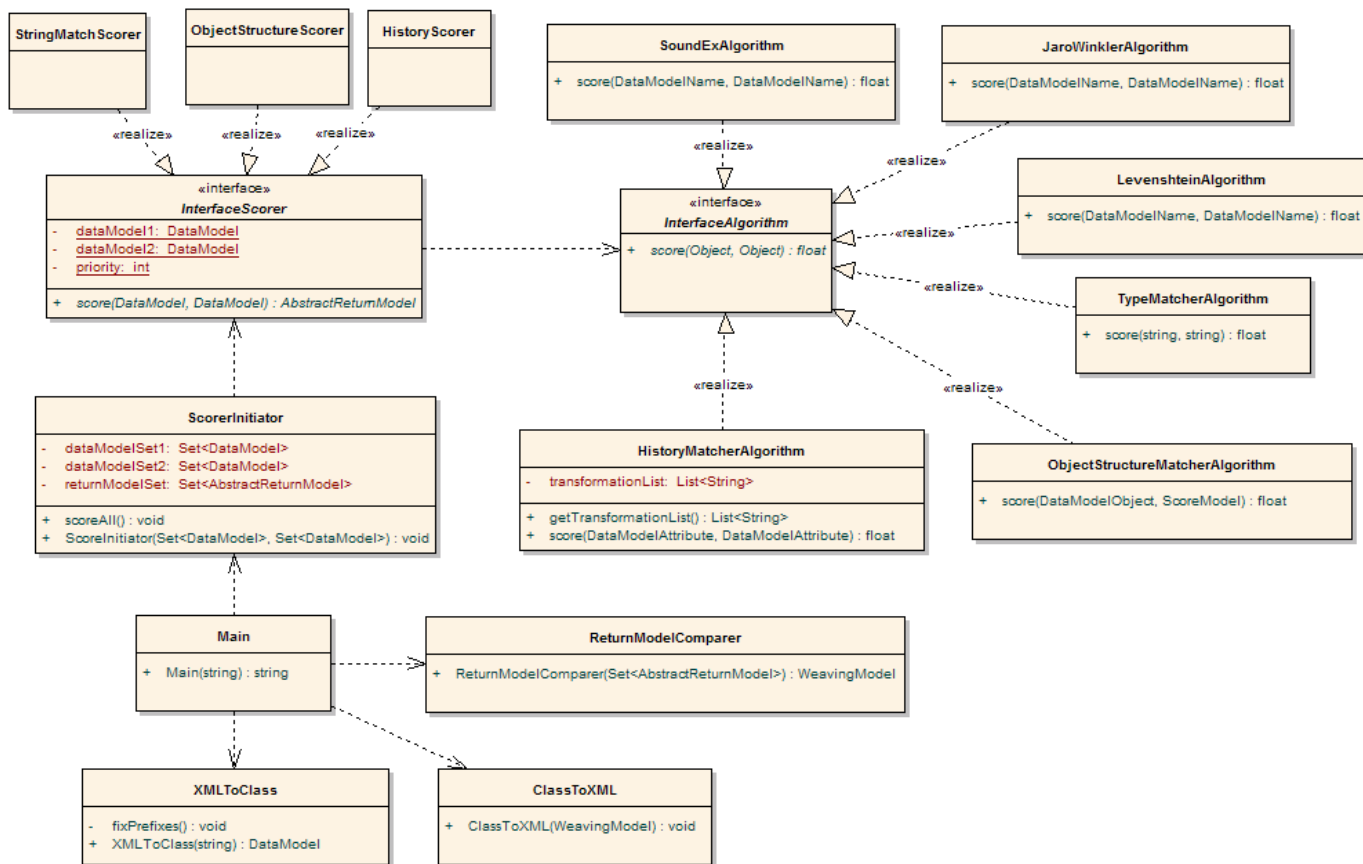 StringMatchScorer
ObjectStructureScorer
HistoryScorer
«realize»
«realize»
«realize»
«interface»
InterfaceScorer
- dataModel1: DataModel
- dataModel2: DataModel
- priority: int
+ score(DataModel, DataModel) : AbstractReturnModel
SoundExAlgorithm
+ score(DataModelName, DataModelName) : float
«realize»
JaroWinklerAlgorithm
+ score(DataModelName, DataModelName) : float
«realize»
«interface»
InterfaceAlgorithm
+ score(Object, Object) : float
LevenshteinAlgorithm
+ score(DataModelName, DataModelName) : float
«realize»
TypeMatcherAlgorithm
+ score(string, string) : float
«realize»
«realize»
«realize»
ScorerInitiator
- dataModelSet1: Set<DataModel>
- dataModelSet2: Set<DataModel>
- returnModelSet: Set<AbstractReturnModel>
+ scoreAll() : void
+ ScoreInitiator(Set<DataModel>, Set<DataModel>) : void
HistoryMatcherAlgorithm
- transformationList: List<String>
+ getTransformationList() : List<String>
+ score(DataModelAttribute, DataModelAttribute) : float
ObjectStructureMatcherAlgorithm
+ score(DataModelObject, ScoreModel) : float
Main
+ Main(string) : string
ReturnModelComparer
+ ReturnModelComparer(Set<AbstractReturnModel>) : WeavingModel
XMLToClass
- fixPrefixes() : void
+ XMLToClass(string) : DataModel
ClassToXML
+ ClassToXML(WeavingModel) : void